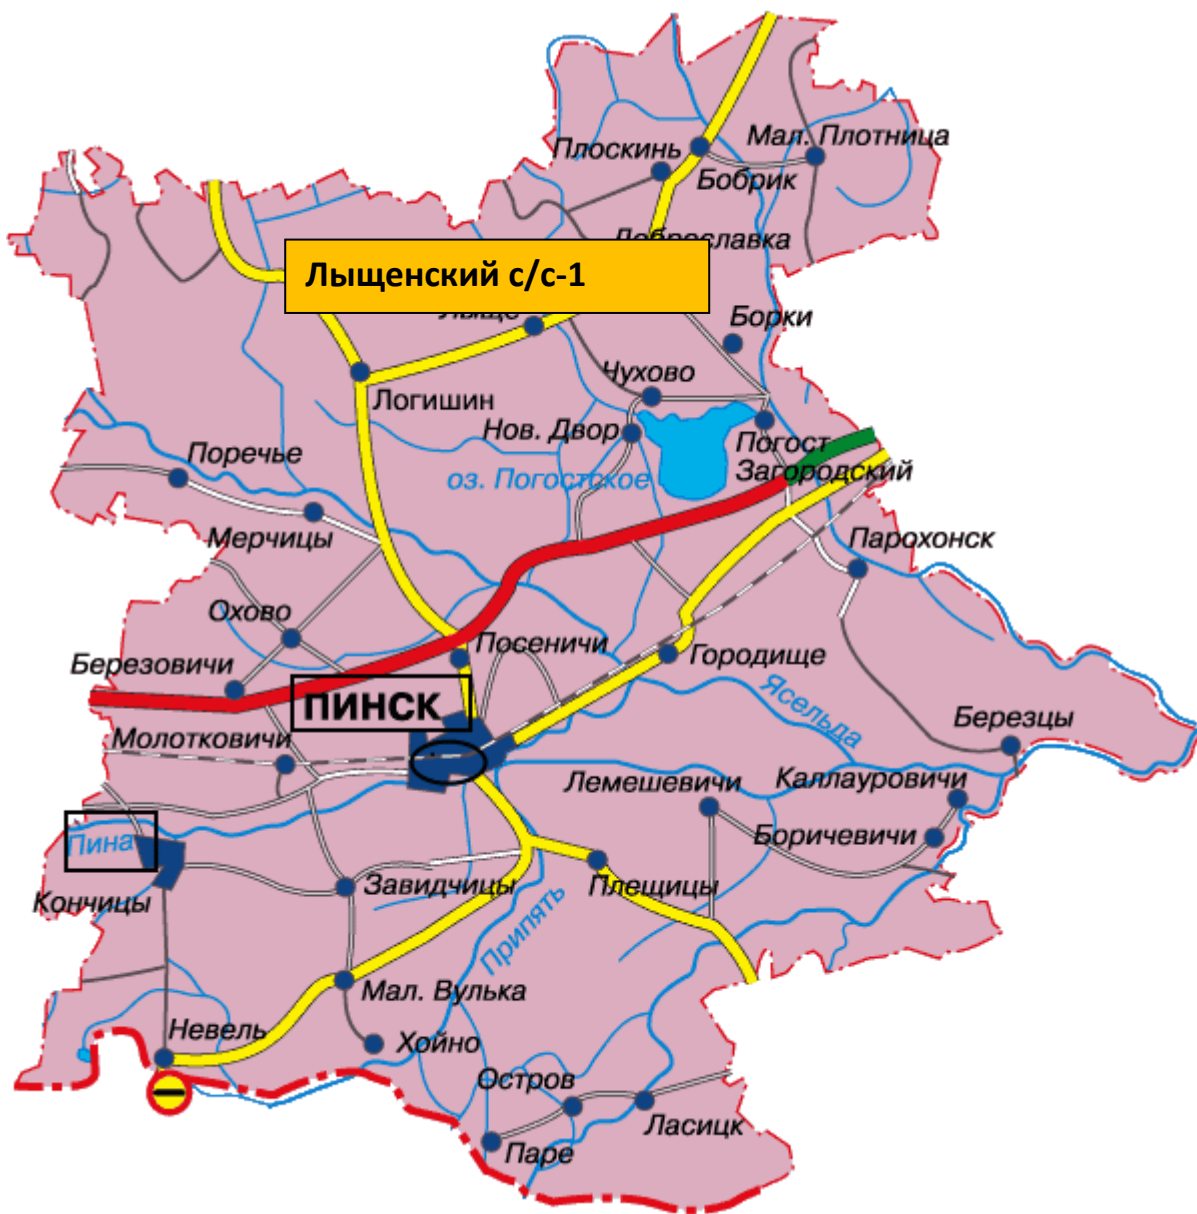 Плоскинь
Мал. Плотница
Бобрик
Доброславка
Лыщенский с/с-1
Лыще
Борки
Чухово
Логишин
Нов. Двор
Погост
Загородский
Поречье
оз. Погостское
Мерчицы
Парохонск
Охово
Посеничи
Городище
Березовичи
Ясельда
ПИНСК
Березцы
Молотковичи
Лемешевичи
Каллауровичи
Пина
Боричевичи
Завидчицы
Плещицы
Кончицы
Припять
Мал. Вулька
Невель
Хойно
Остров
Ласицк
Паре